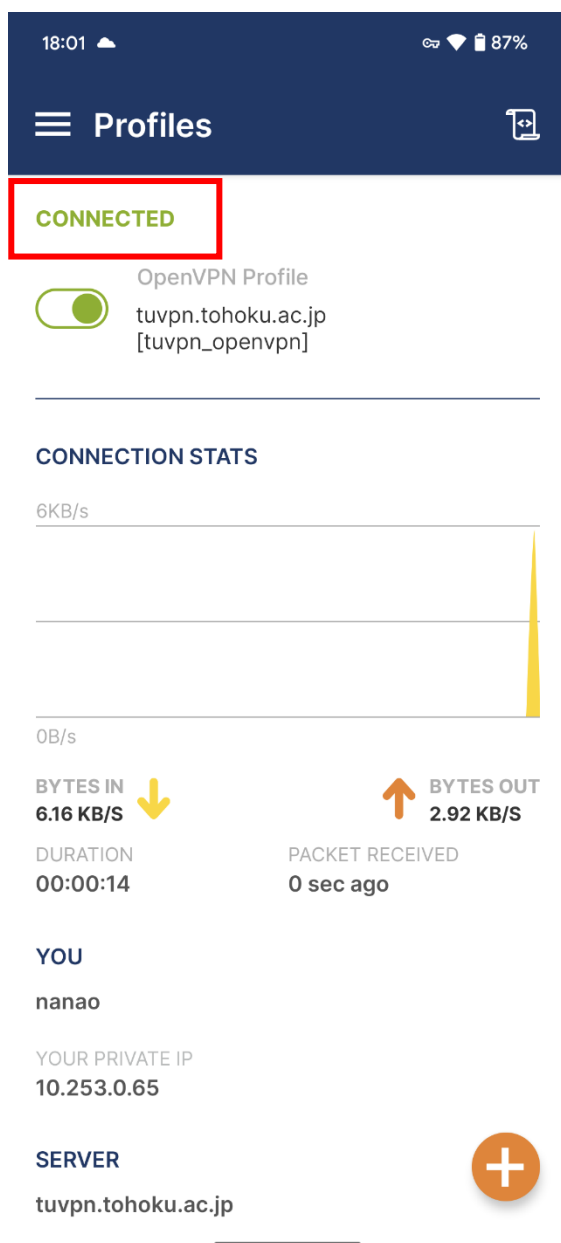 18:01 87%
Profiles
CONNECTED
OpenVPN Profile
tuvpn.tohoku.ac.jp
[tuvpn_openvpn]
CONNECTION STATS
6KB/s
0B/s
BYTES IN BYTES OUT
6.16 KB/S 2.92 KB/S
DURATION PACKET RECEIVED
00:00:14 0 sec ago
YOU
nanao
YOUR PRIVATE IP
10.253.0.65
SERVER
tuvpn.tohoku.ac.jp